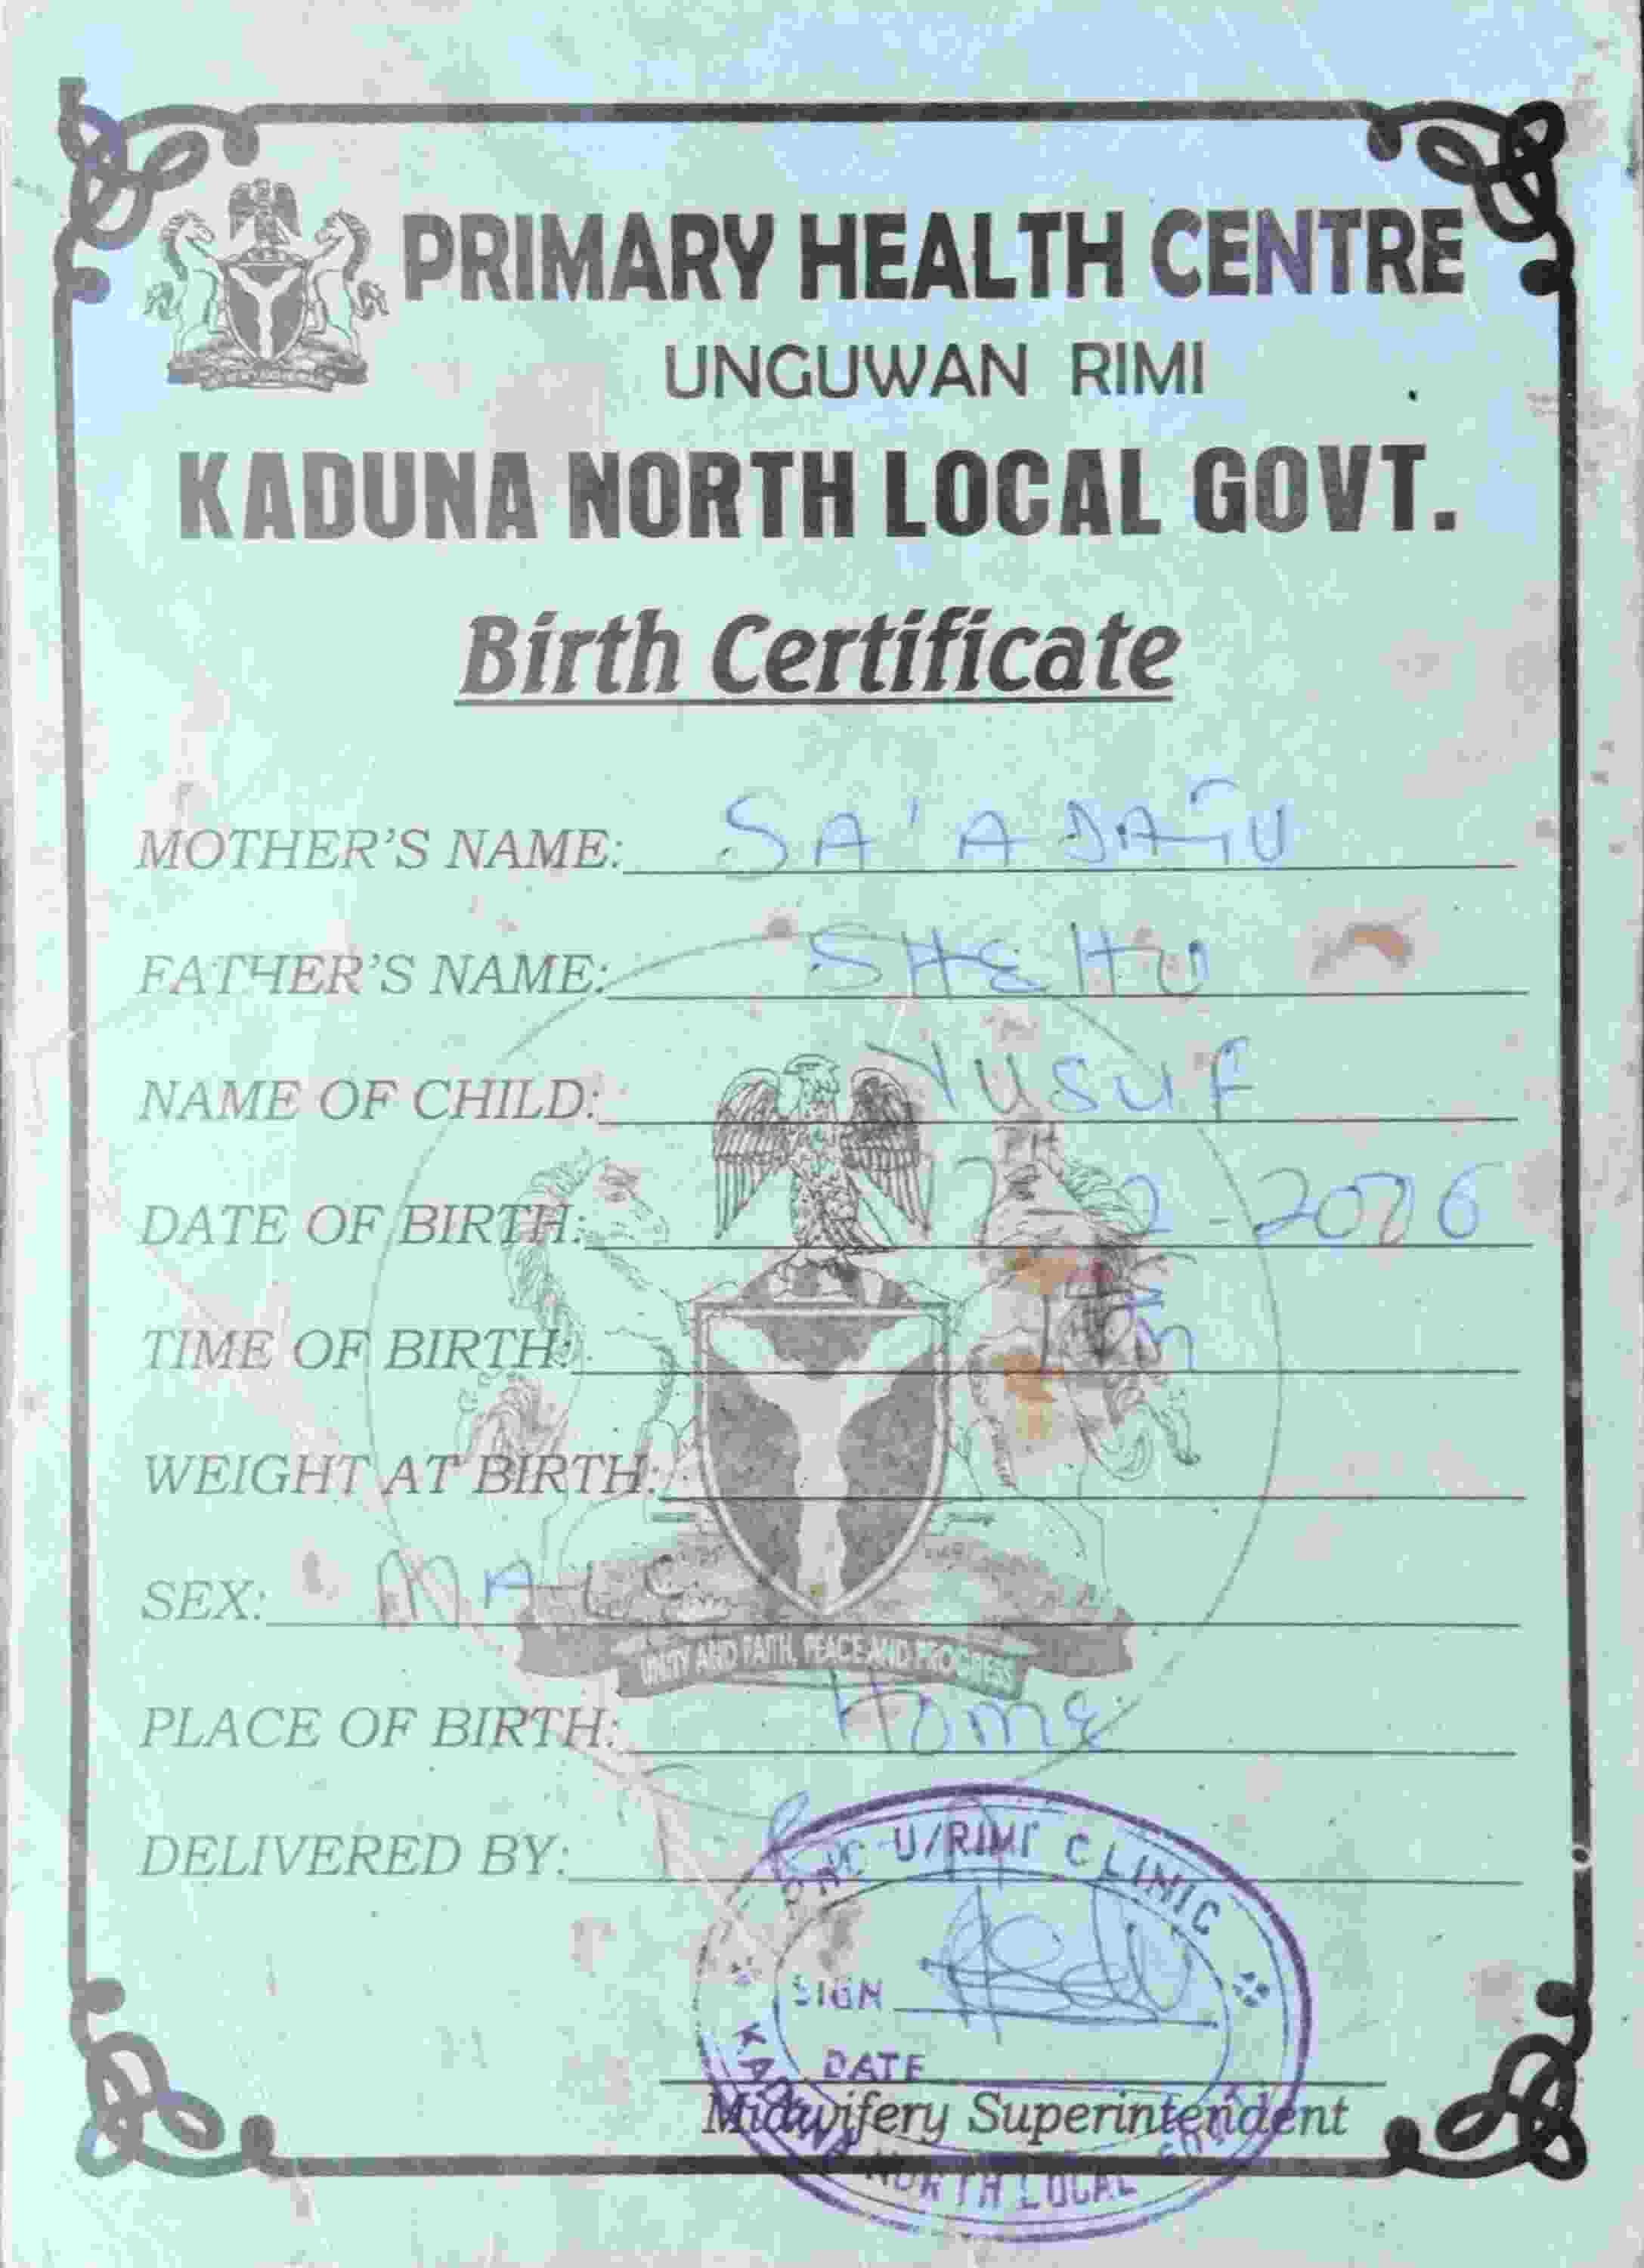 PRIMARY HEALTH CENTRE
UNGUWAN RIMI
KADUNA NORTH LOCAL GOVT.
Birth Certificate
MOTHER'S NAME: SA'ADATU
FATHER'S NAME: SHEHU
NAME OF CHILD: YUSUF
DATE OF BIRTH:
TIME OF BIRTH:
WEIGHT AT BIRTH:
SEX: MALE
UNITY AND FAITH, PEACE AND PROGRESS
PLACE OF BIRTH: Home
DELIVERED BY:
PHC U/RIMI CLINIC
SIGN
DATE
Midwifery Superintendent
KADUNA NORTH LOCAL